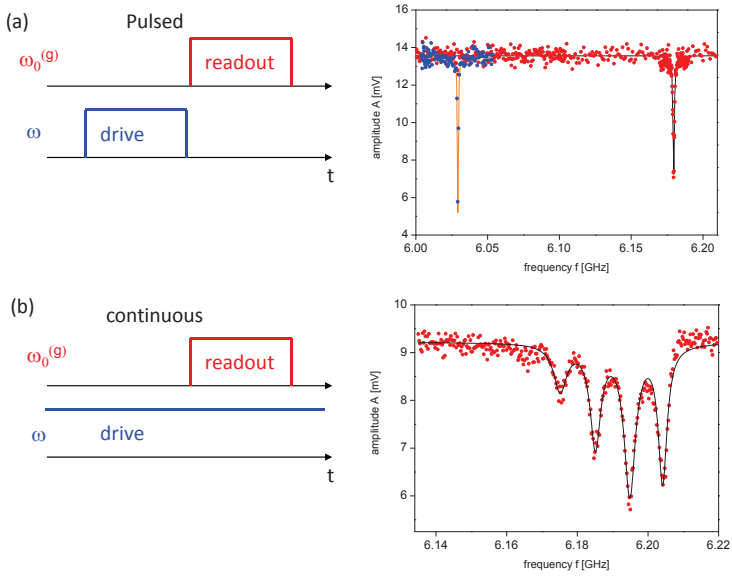 (a)
Pulsed
ω₀⁽ᵍ⁾
readout
ω
drive
t
16
14
12
10
8
6
4
amplitude A [mV]
6.00 6.05 6.10 6.15 6.20
frequency f [GHz]
(b)
continuous
ω₀⁽ᵍ⁾
readout
ω
drive
t
10
9
8
7
6
amplitude A [mV]
6.14 6.16 6.18 6.20 6.22
frequency f [GHz]